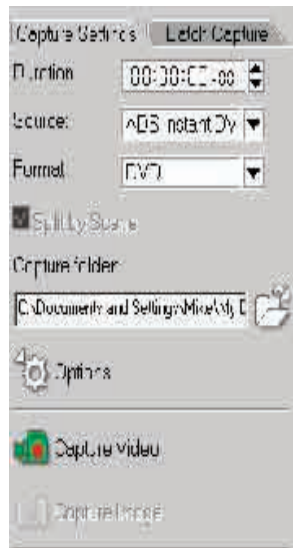 Capture Settings Batch Capture
Duration 00:00:00.00
Source: ADS Instant DV
Format DVD
Split by Scene
Capture folder:
C:\Documents and Settings\Mike\My D
Options
Capture Video
Capture Image